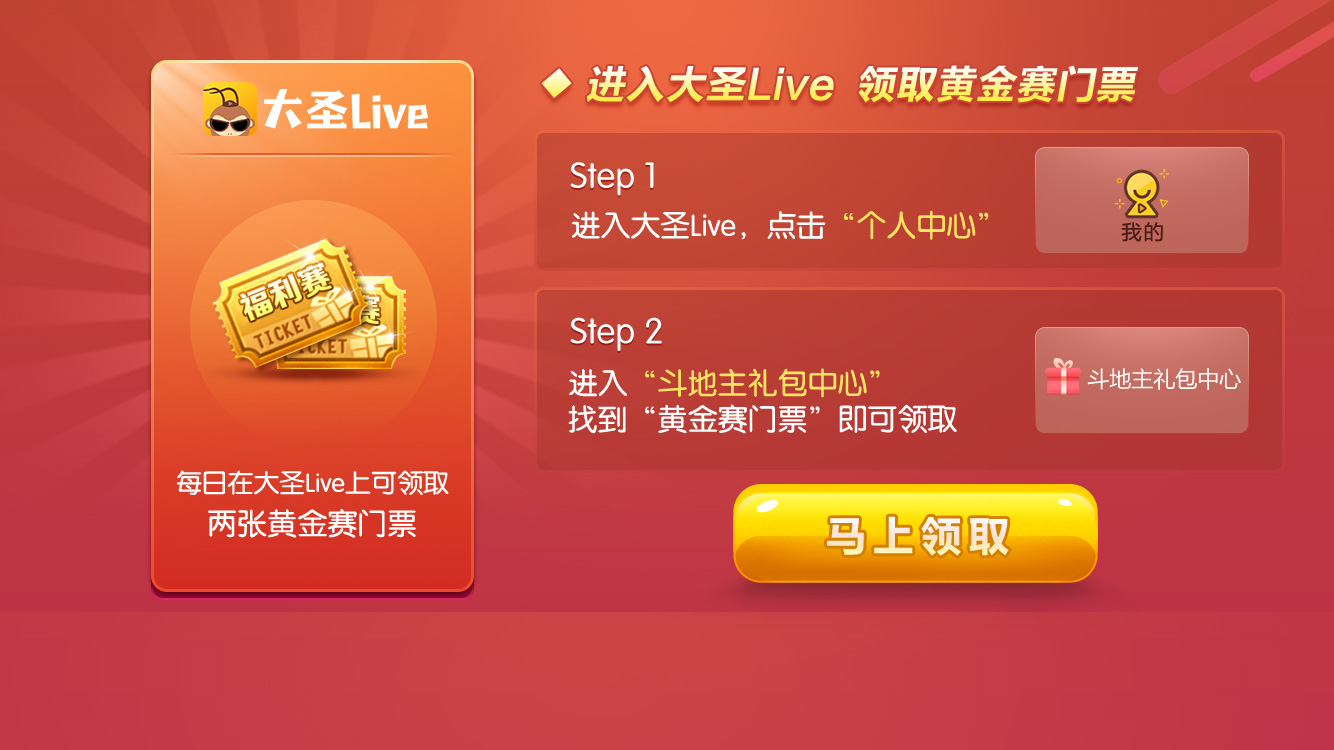 大圣Live
福利赛
TICKET
赛
CKET
每日在大圣Live上可领取
两张黄金赛门票
进入大圣Live 领取黄金赛门票
Step 1
进入大圣Live，点击“个人中心”
我的
Step 2
进入“斗地主礼包中心”
找到“黄金赛门票”即可领取
斗地主礼包中心
马上领取